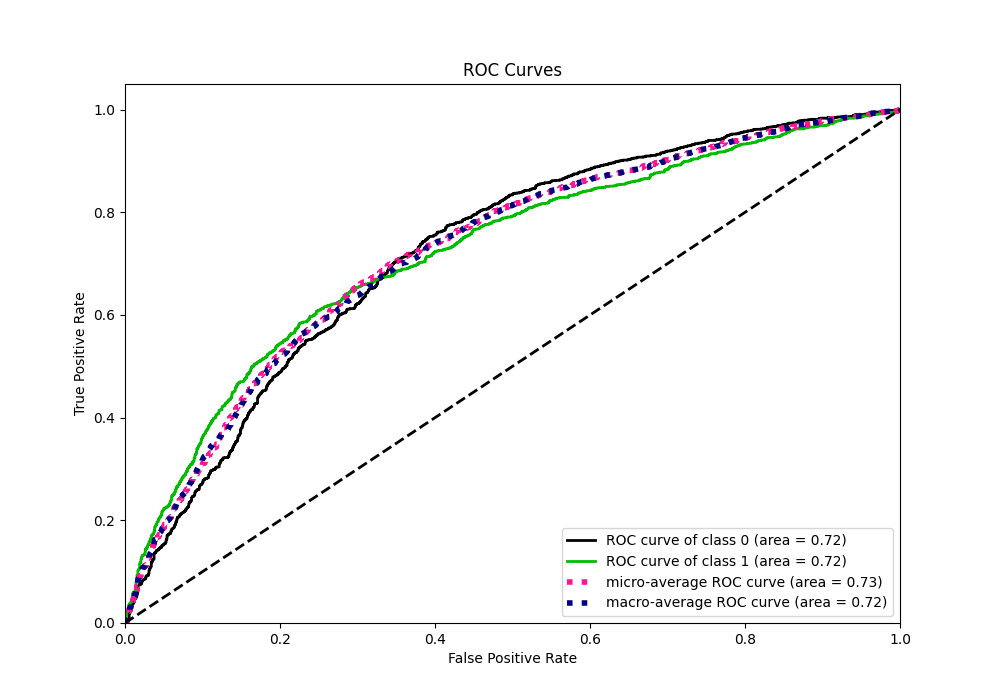 ROC Curves
1.0
0.8
0.6
0.4
0.2
0.0
True Positive Rate
0.0 0.2 0.4 0.6 0.8 1.0
False Positive Rate
ROC curve of class 0 (area = 0.72)
ROC curve of class 1 (area = 0.72)
micro-average ROC curve (area = 0.73)
macro-average ROC curve (area = 0.72)